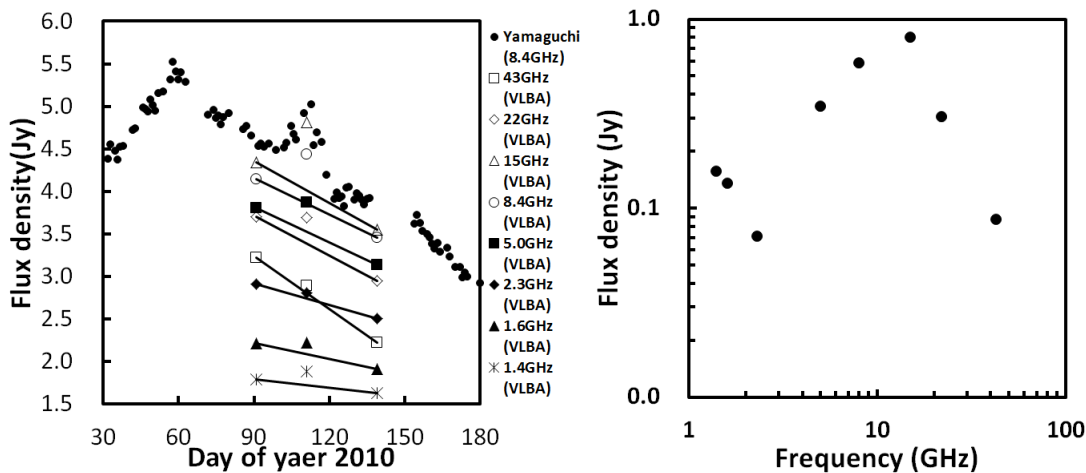 Flux density(Jy)
6.0
5.5
5.0
4.5
4.0
3.5
3.0
2.5
2.0
1.5
30
60
90
120
150
180
Day of yaer 2010
Yamaguchi
(8.4GHz)
43GHz
(VLBA)
22GHz
(VLBA)
15GHz
(VLBA)
8.4GHz
(VLBA)
5.0GHz
(VLBA)
2.3GHz
(VLBA)
1.6GHz
(VLBA)
1.4GHz
(VLBA)
Flux density (Jy)
1.0
0.1
0.0
1
10
100
Frequency (GHz)